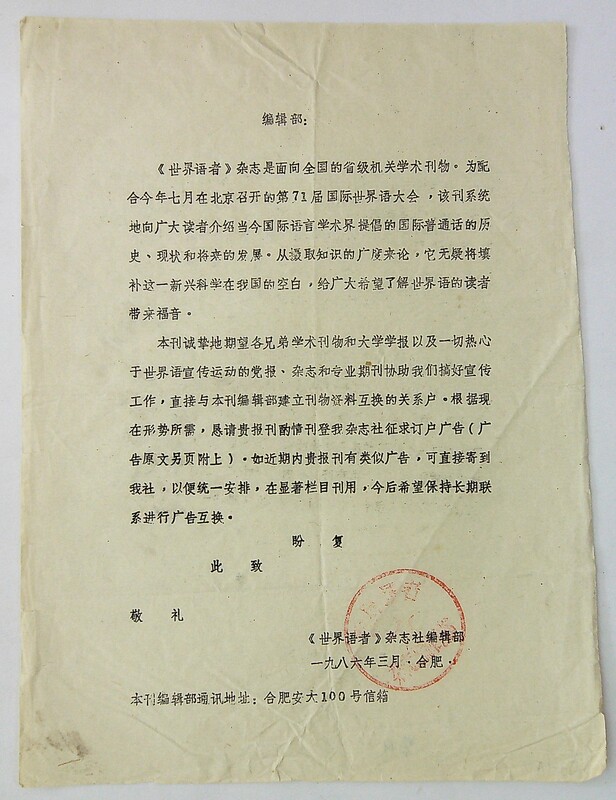 编辑部：
《世界语者》杂志是面向全国的省级机关学术刊物。为配
合今年七月在北京召开的第71届国际世界语大会，该刊系统
地向广大读者介绍当今国际语言学术界提倡的国际普通话的历
史、现状和将来的发展。从摄取知识的广度来论，它无疑将填
补这一新兴科学在我国的空白，给广大希望了解世界语的读者
带来福音。
本刊诚挚地期望各兄弟学术刊物和大学学报以及一切热心
于世界语宣传运动的党报、杂志和专业期刊协助我们搞好宣传
工作，直接与本刊编辑部建立刊物资料互换的关系户。根据现
在形势所需，恳请贵报刊酌情刊登我杂志社征求订户广告（广
告原文另页附上）。如近期内贵报刊有类似广告，可直接寄到
我社，以便统一安排，在显著栏目刊用，今后希望保持长期联
系进行广告互换。
盼 复
此 致
敬 礼
《世界语者》杂志社编辑部
一九八六年三月·合肥·
本刊编辑部通讯地址：合肥安大100号信箱